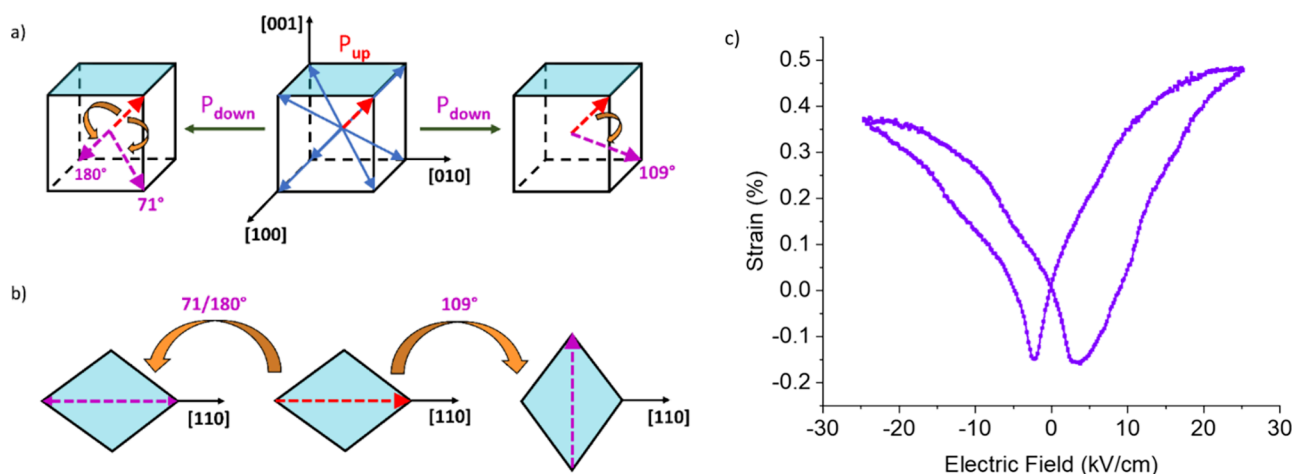 a)
[001]
P_up
P_down
P_down
180°
71°
[010]
[100]
109°
b)
71/180°
109°
[110]
[110]
[110]
c)
Strain (%)
0.5
0.4
0.3
0.2
0.1
0.0
-0.1
-0.2
-30 -20 -10 0 10 20 30
Electric Field (kV/cm)